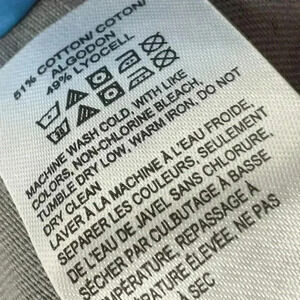 51% COTTON/ COTON/
ALGODON
49% LYOCELL
MACHINE WASH COLD, WITH LIKE
COLORS, NON-CHLORINE BLEACH,
TUMBLE DRY LOW, WARM IRON, DO NOT
DRY CLEAN
LAVER À LA MACHINE À L'EAU FROIDE,
SEPARER LES COULEURS, SEULEMENT
DE L'EAU DE JAVEL SANS CHLORURE,
SÉCHER PAR CULBUTAGE À BASSE
TEMPÉRATURE, REPASSAGE À
TEMPÉRATURE ÉLEVÉE, NE PAS
À SEC